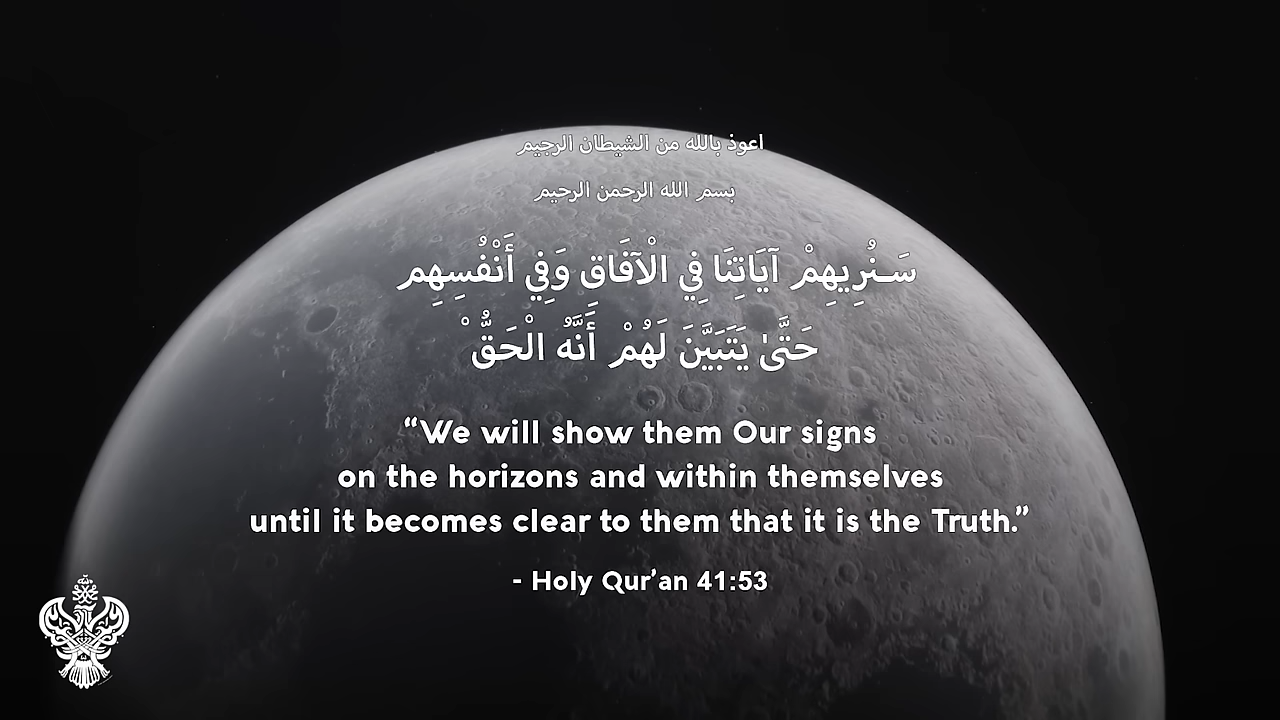 اعوذ بالله من الشيطان الرجيم
بسم الله الرحمن الرحيم
سَـنُرِيهِمْ آيَاتِنَا فِي الْآفَاقِ وَفِي أَنْفُسِهِم
حَتَّىٰ يَتَبَيَّنَ لَهُمْ أَنَّهُ الْحَقُّ ْ
“We will show them Our signs
on the horizons and within themselves
until it becomes clear to them that it is the Truth.”
- Holy Qur’an 41:53